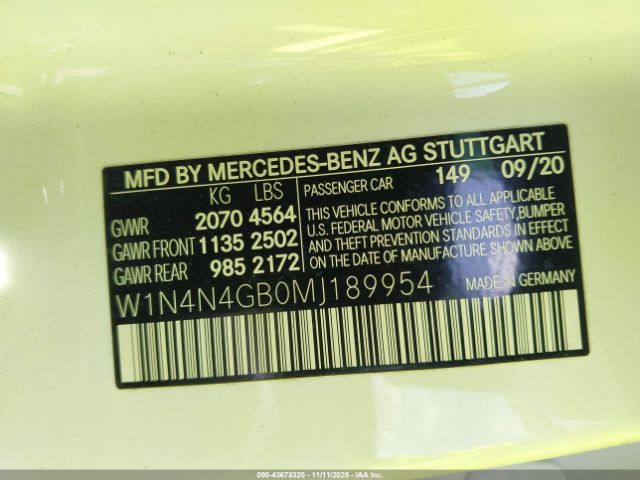 MFD BY MERCEDES-BENZ AG STUTTGART
KG LBS PASSENGER CAR 149 09/20
GVWR 2070 4564
GAWR FRONT 1135 2502
GAWR REAR 985 2172
THIS VEHICLE CONFORMS TO ALL APPLICABLE
U.S. FEDERAL MOTOR VEHICLE SAFETY, BUMPER
AND THEFT PREVENTION STANDARDS IN EFFECT
ON THE DATE OF MANUFACTURE SHOWN ABOVE
W1N4N4GB0MJ189954 MADE IN GERMANY
000-43678320 - 11/11/2025 - IAA Inc.